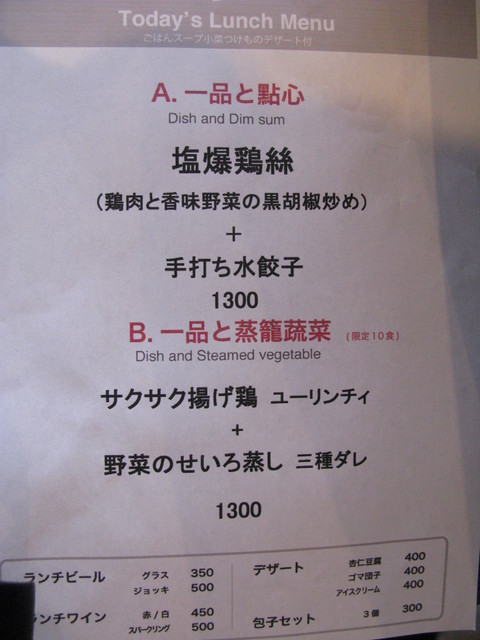 Today's Lunch Menu
ごはんスープ小菜つけものデザート付
A. 一品と點心
Dish and Dim sum
塩爆鶏絲
（鶏肉と香味野菜の黒胡椒炒め）
+
手打ち水餃子
1300
B. 一品と蒸籠蔬菜 (限定10食)
Dish and Steamed vegetable
サクサク揚げ鶏 ユーリンチィ
+
野菜のせいろ蒸し 三種ダレ
1300
ランチビール グラス 350
ジョッキ 500
ランチワイン 赤/白 450
スパークリング 500
デザート 杏仁豆腐 400
ゴマ団子 400
アイスクリーム 400
包子セット 3個 300